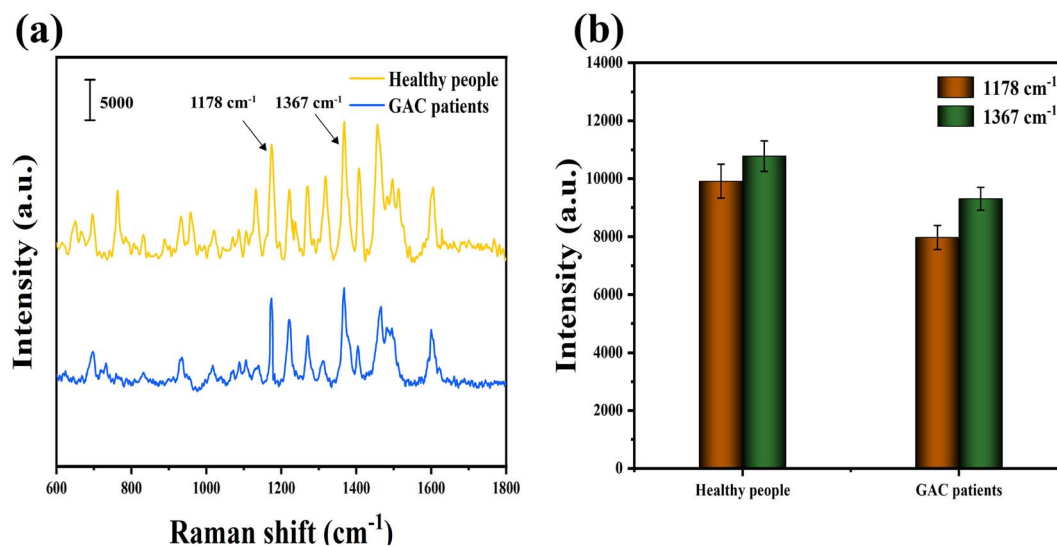 (a)
Healthy people
GAC patients
5000
1178 cm⁻¹
1367 cm⁻¹
Intensity (a.u.)
600
800
1000
1200
1400
1600
1800
Raman shift (cm⁻¹)
(b)
1178 cm⁻¹
1367 cm⁻¹
Intensity (a.u.)
14000
12000
10000
8000
6000
4000
2000
0
Healthy people
GAC patients